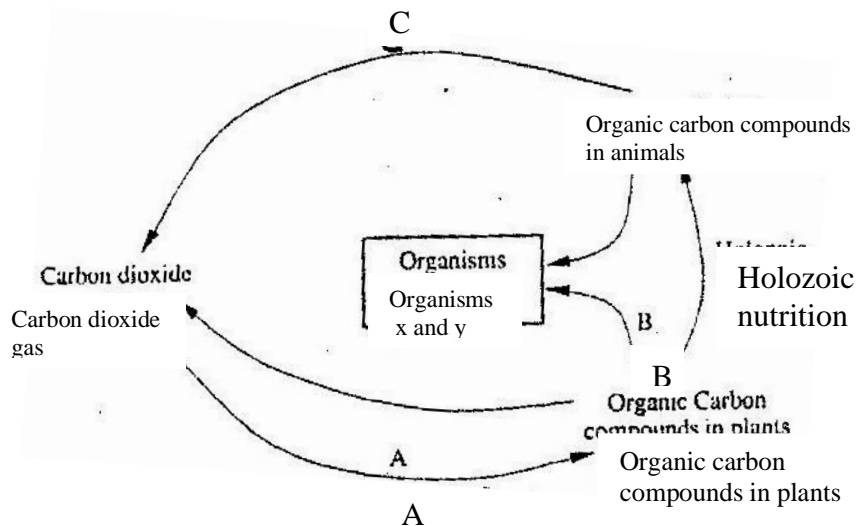 C
Organic carbon compounds
in animals
Organisms
Carbon dioxide
Organisms
x and y
Holozoic
nutrition
Carbon dioxide
gas
B
B
Organic Carbon
compounds in plants
A
Organic carbon
compounds in plants
A